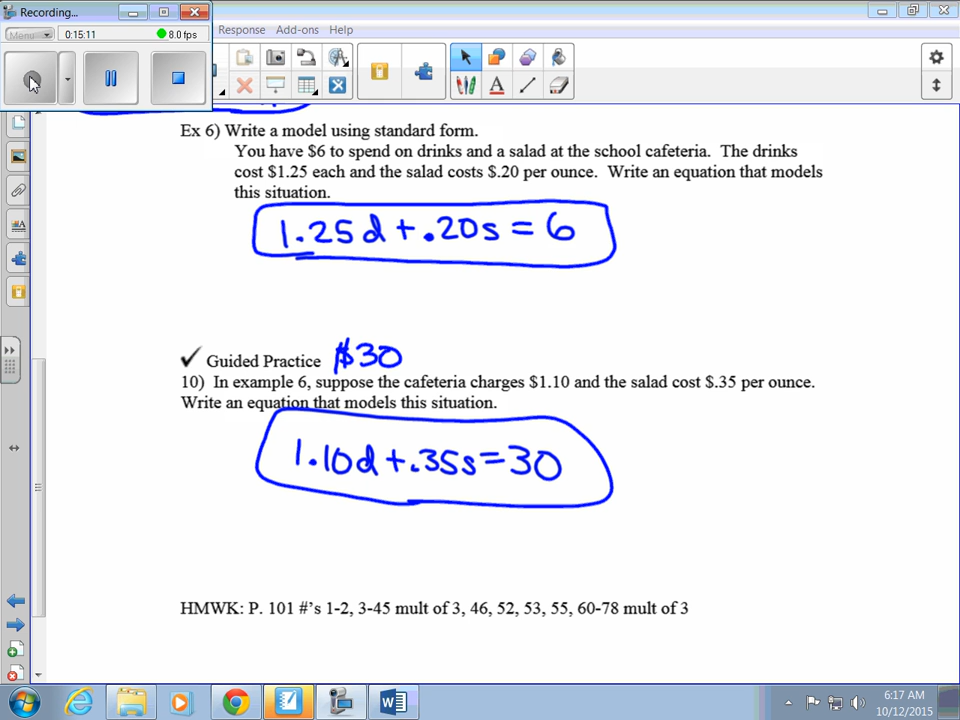 Recording...
Menu
0:15:11
8.0 fps
Response Add-ons Help
Ex 6) Write a model using standard form.
You have $6 to spend on drinks and a salad at the school cafeteria. The drinks
cost $1.25 each and the salad costs $.20 per ounce. Write an equation that models
this situation.
1.25d + .20s = 6
✓ Guided Practice $30
10) In example 6, suppose the cafeteria charges $1.10 and the salad cost $.35 per ounce.
Write an equation that models this situation.
1.10d + .35s = 30
HMWK: P. 101 #'s 1-2, 3-45 mult of 3, 46, 52, 53, 55, 60-78 mult of 3
6:17 AM
10/12/2015